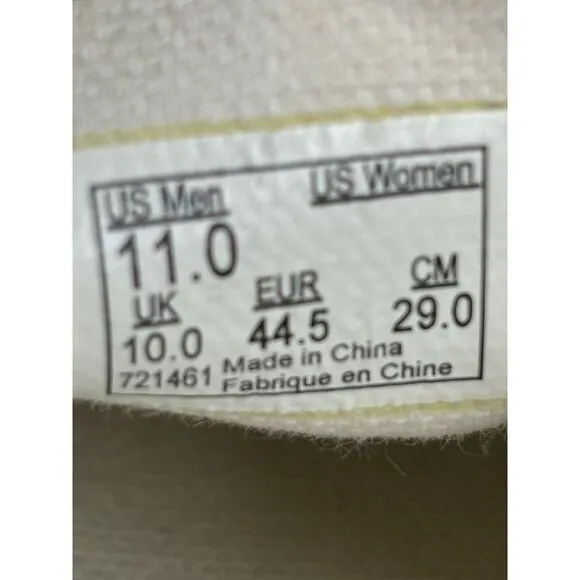 US Men US Women
11.0
UK EUR CM
10.0 44.5 29.0
721461 Made in China
Fabrique en Chine